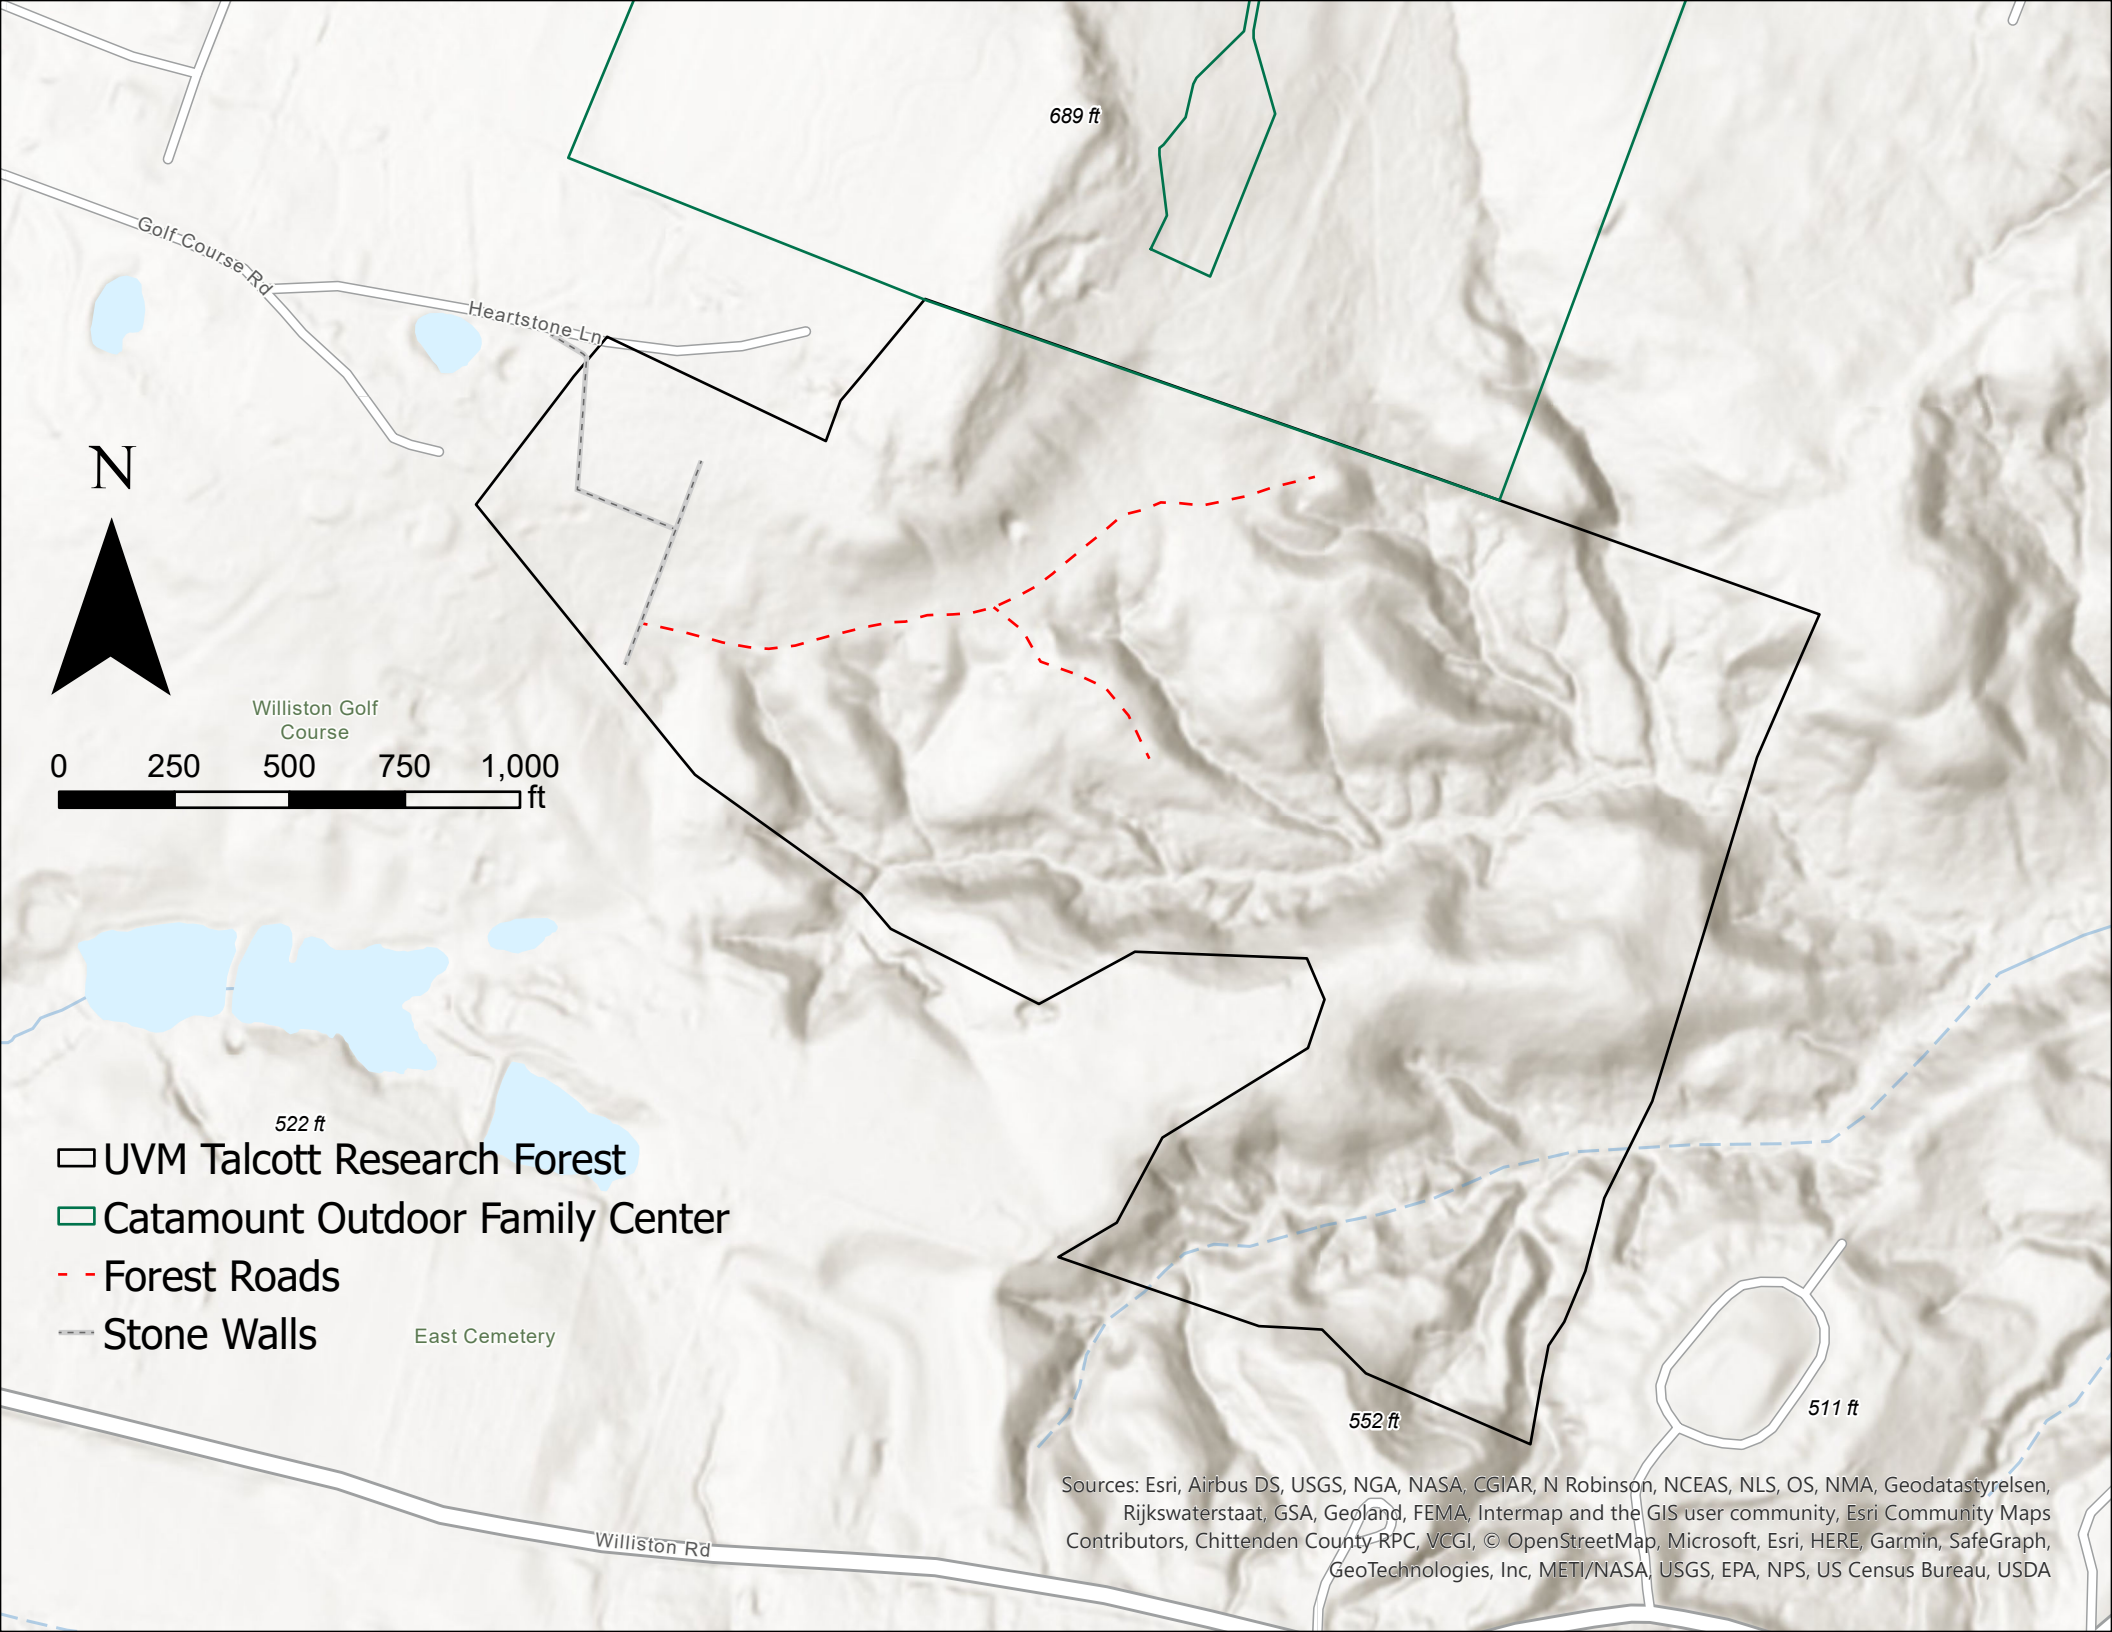 689 ft
Golf Course Rd
Heartstone Ln
N
Williston Golf
Course
0 250 500 750 1,000
ft
522 ft
UVM Talcott Research Forest
Catamount Outdoor Family Center
Forest Roads
Stone Walls
East Cemetery
552 ft
511 ft
Williston Rd
Sources: Esri, Airbus DS, USGS, NGA, NASA, CGIAR, N Robinson, NCEAS, NLS, OS, NMA, Geodatastyrelsen,
Rijkswaterstaat, GSA, Geoland, FEMA, Intermap and the GIS user community, Esri Community Maps
Contributors, Chittenden County RPC, VCGI, © OpenStreetMap, Microsoft, Esri, HERE, Garmin, SafeGraph,
GeoTechnologies, Inc, METI/NASA, USGS, EPA, NPS, US Census Bureau, USDA